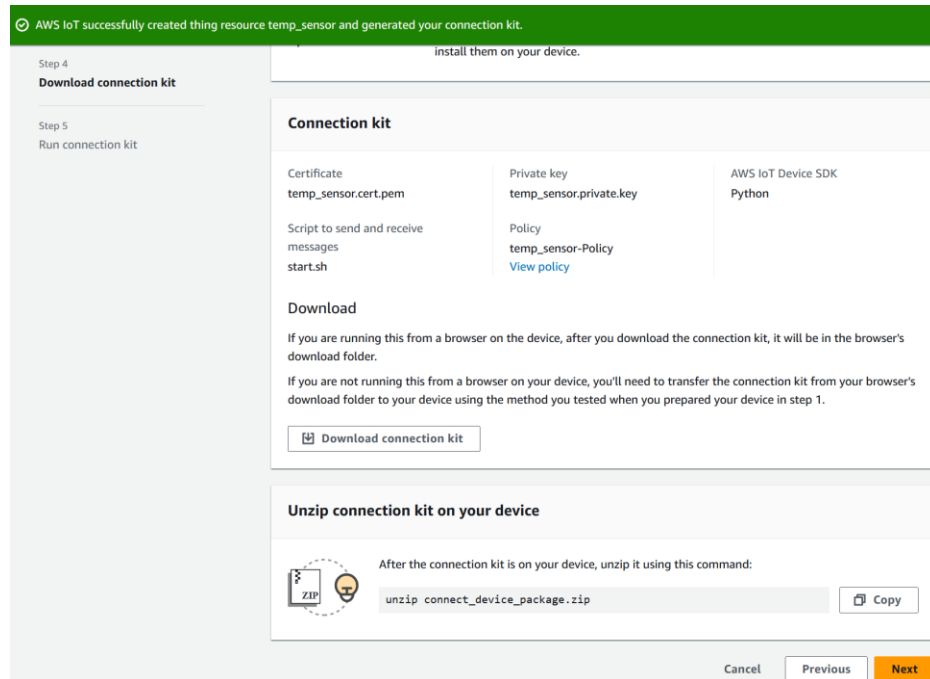 AWS IoT successfully created thing resource temp_sensor and generated your connection kit.
install them on your device.
Step 4
Download connection kit
Step 5
Run connection kit
Connection kit
Certificate
temp_sensor.cert.pem
Private key
temp_sensor.private.key
AWS IoT Device SDK
Python
Script to send and receive
messages
start.sh
Policy
temp_sensor-Policy
View policy
Download
If you are running this from a browser on the device, after you download the connection kit, it will be in the browser's
download folder.
If you are not running this from a browser on your device, you'll need to transfer the connection kit from your browser's
download folder to your device using the method you tested when you prepared your device in step 1.
Download connection kit
Unzip connection kit on your device
ZIP
After the connection kit is on your device, unzip it using this command:
unzip connect_device_package.zip
Copy
Cancel
Previous
Next